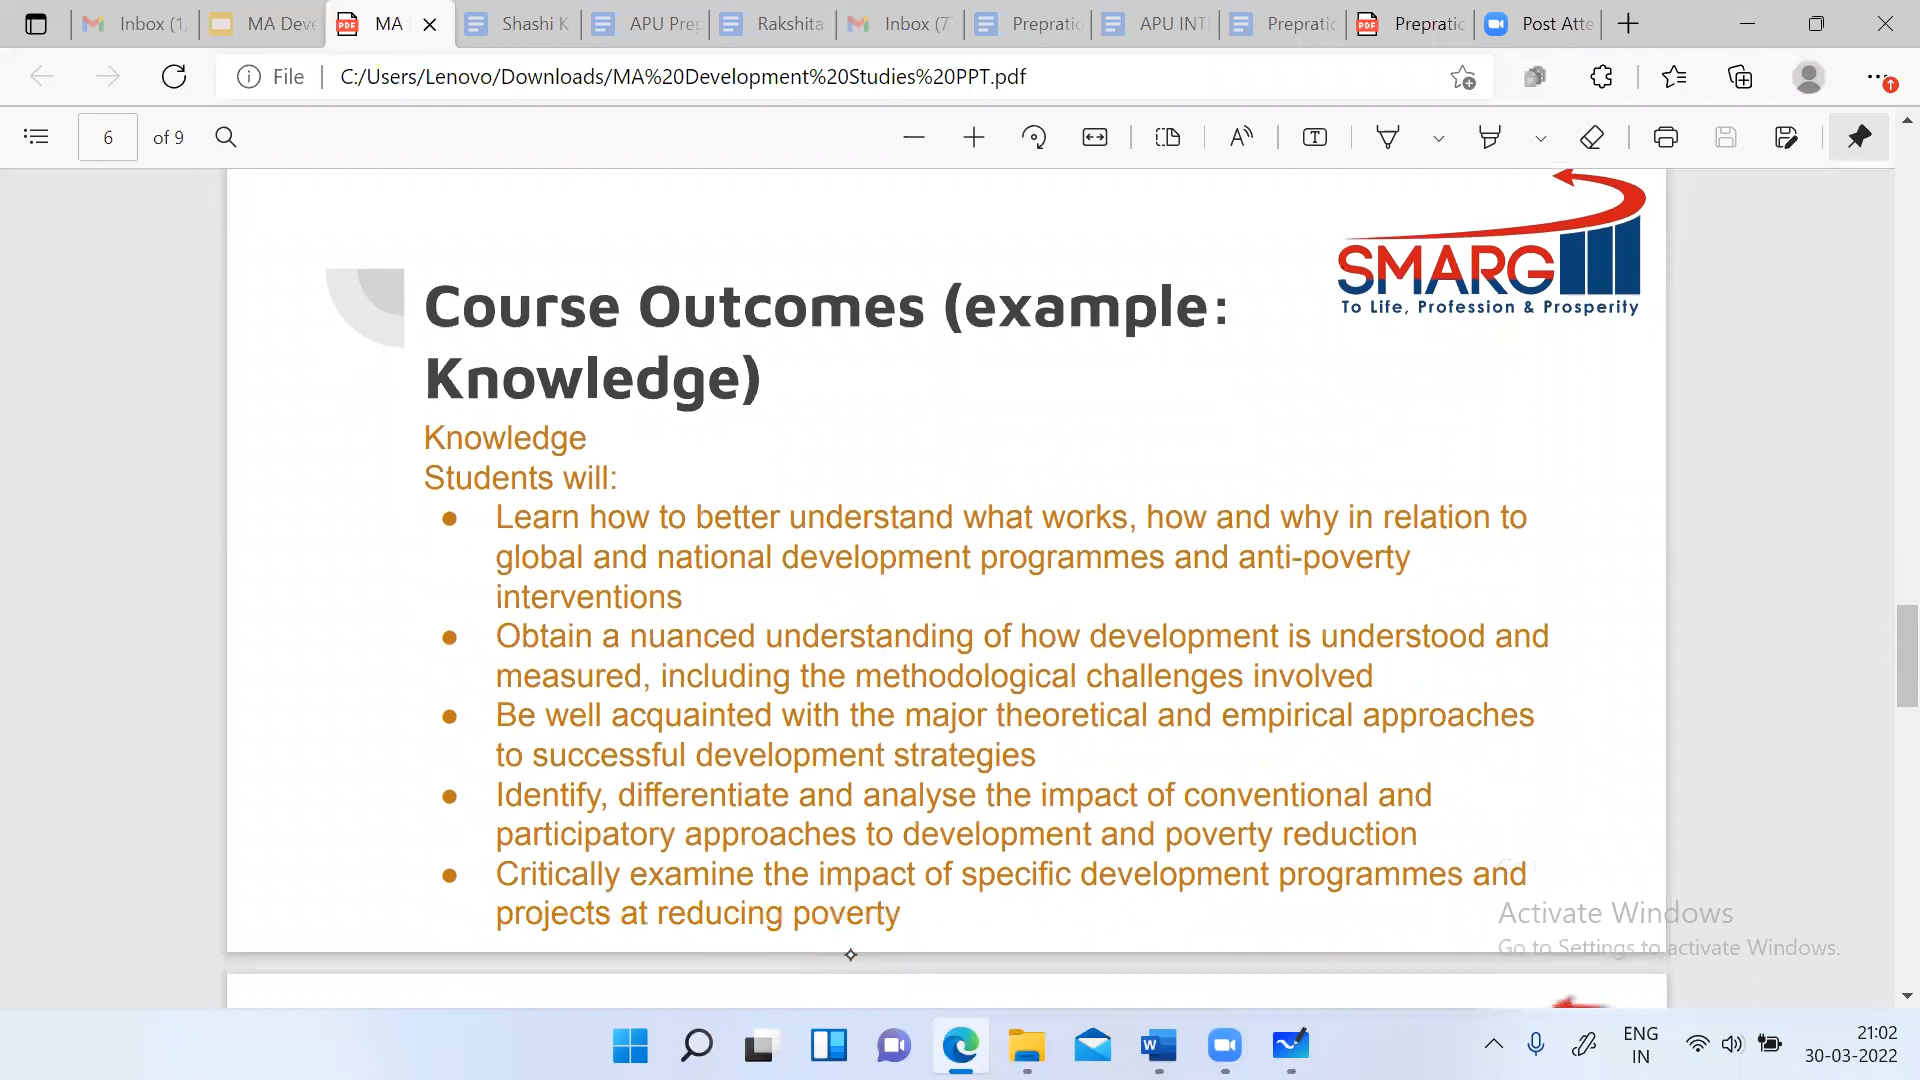 Inbox (1,
MA Deve
MA
Shashi K
APU Prep
Rakshita
Inbox (7
Prepratio
APU INT
Prepratio
Prepratio
Post Atte
File
C:/Users/Lenovo/Downloads/MA%20Development%20Studies%20PPT.pdf
6 of 9
SMARG
To Life, Profession & Prosperity
Course Outcomes (example:
Knowledge)
Knowledge
Students will:
● Learn how to better understand what works, how and why in relation to
global and national development programmes and anti-poverty
interventions
● Obtain a nuanced understanding of how development is understood and
measured, including the methodological challenges involved
● Be well acquainted with the major theoretical and empirical approaches
to successful development strategies
● Identify, differentiate and analyse the impact of conventional and
participatory approaches to development and poverty reduction
● Critically examine the impact of specific development programmes and
projects at reducing poverty
Activate Windows
Go to Settings to activate Windows.
ENG
IN
21:02
30-03-2022